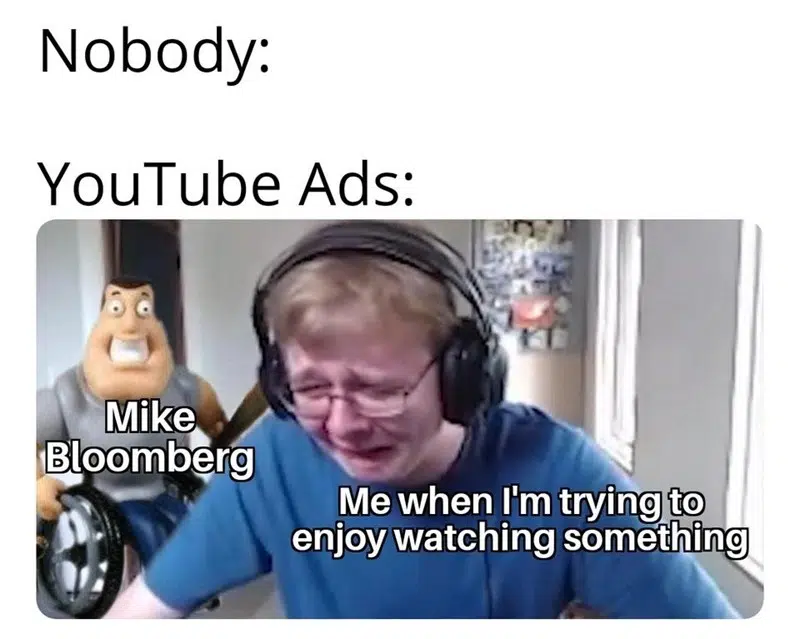 Nobody:
YouTube Ads:
Mike
Bloomberg
Me when I'm trying to
enjoy watching something